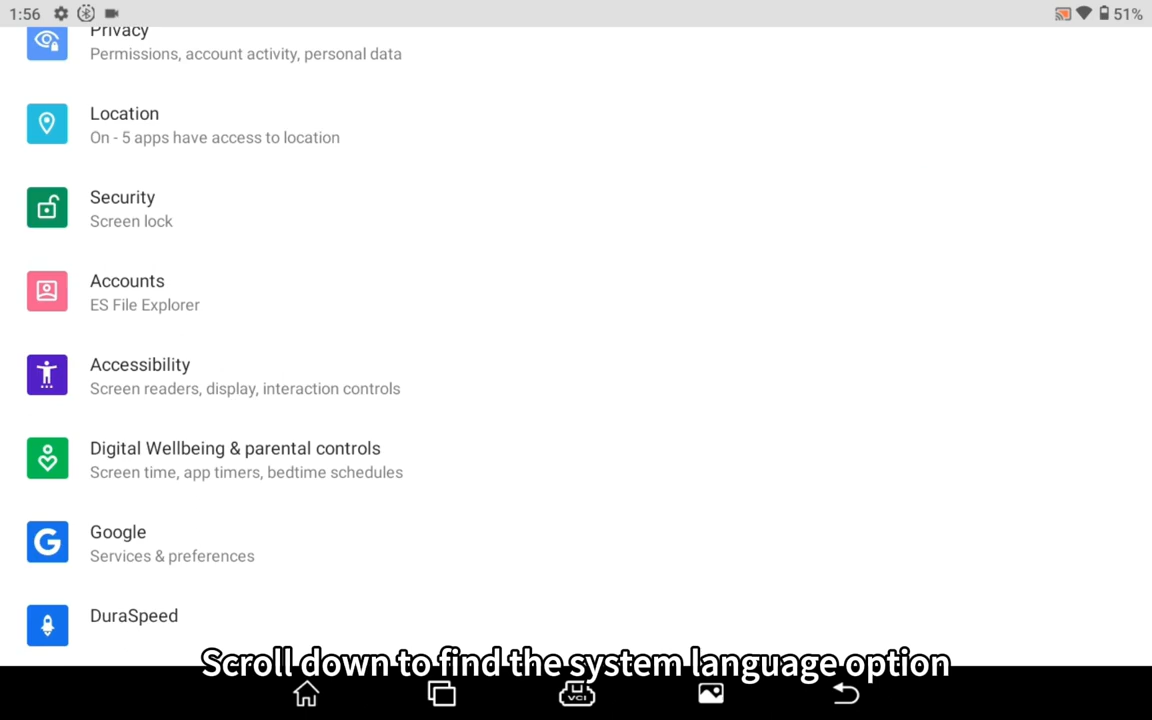 1:56
51%
Privacy
Permissions, account activity, personal data
Location
On - 5 apps have access to location
Security
Screen lock
Accounts
ES File Explorer
Accessibility
Screen readers, display, interaction controls
Digital Wellbeing & parental controls
Screen time, app timers, bedtime schedules
Google
Services & preferences
DuraSpeed
Scroll down to find the system language option
VCI